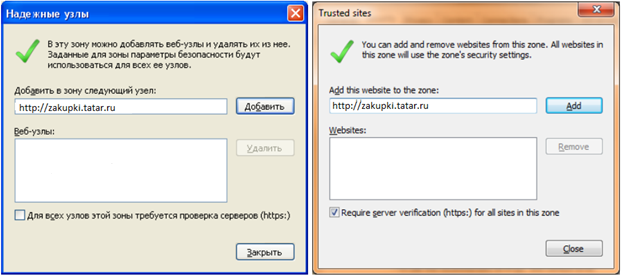 Надежные узлы
В эту зону можно добавлять веб-узлы и удалять их из нее.
Заданные для зоны параметры безопасности будут
использоваться для всех ее узлов.
Добавить в зону следующий узел:
http://zakupki.tatar.ru
Добавить
Веб-узлы:
Удалить
Для всех узлов этой зоны требуется проверка серверов (https:)
Закрыть
Trusted sites
You can add and remove websites from this zone. All websites in
this zone will use the zone's security settings.
Add this website to the zone:
http://zakupki.tatar.ru
Add
Websites:
Remove
Require server verification (https:) for all sites in this zone
Close